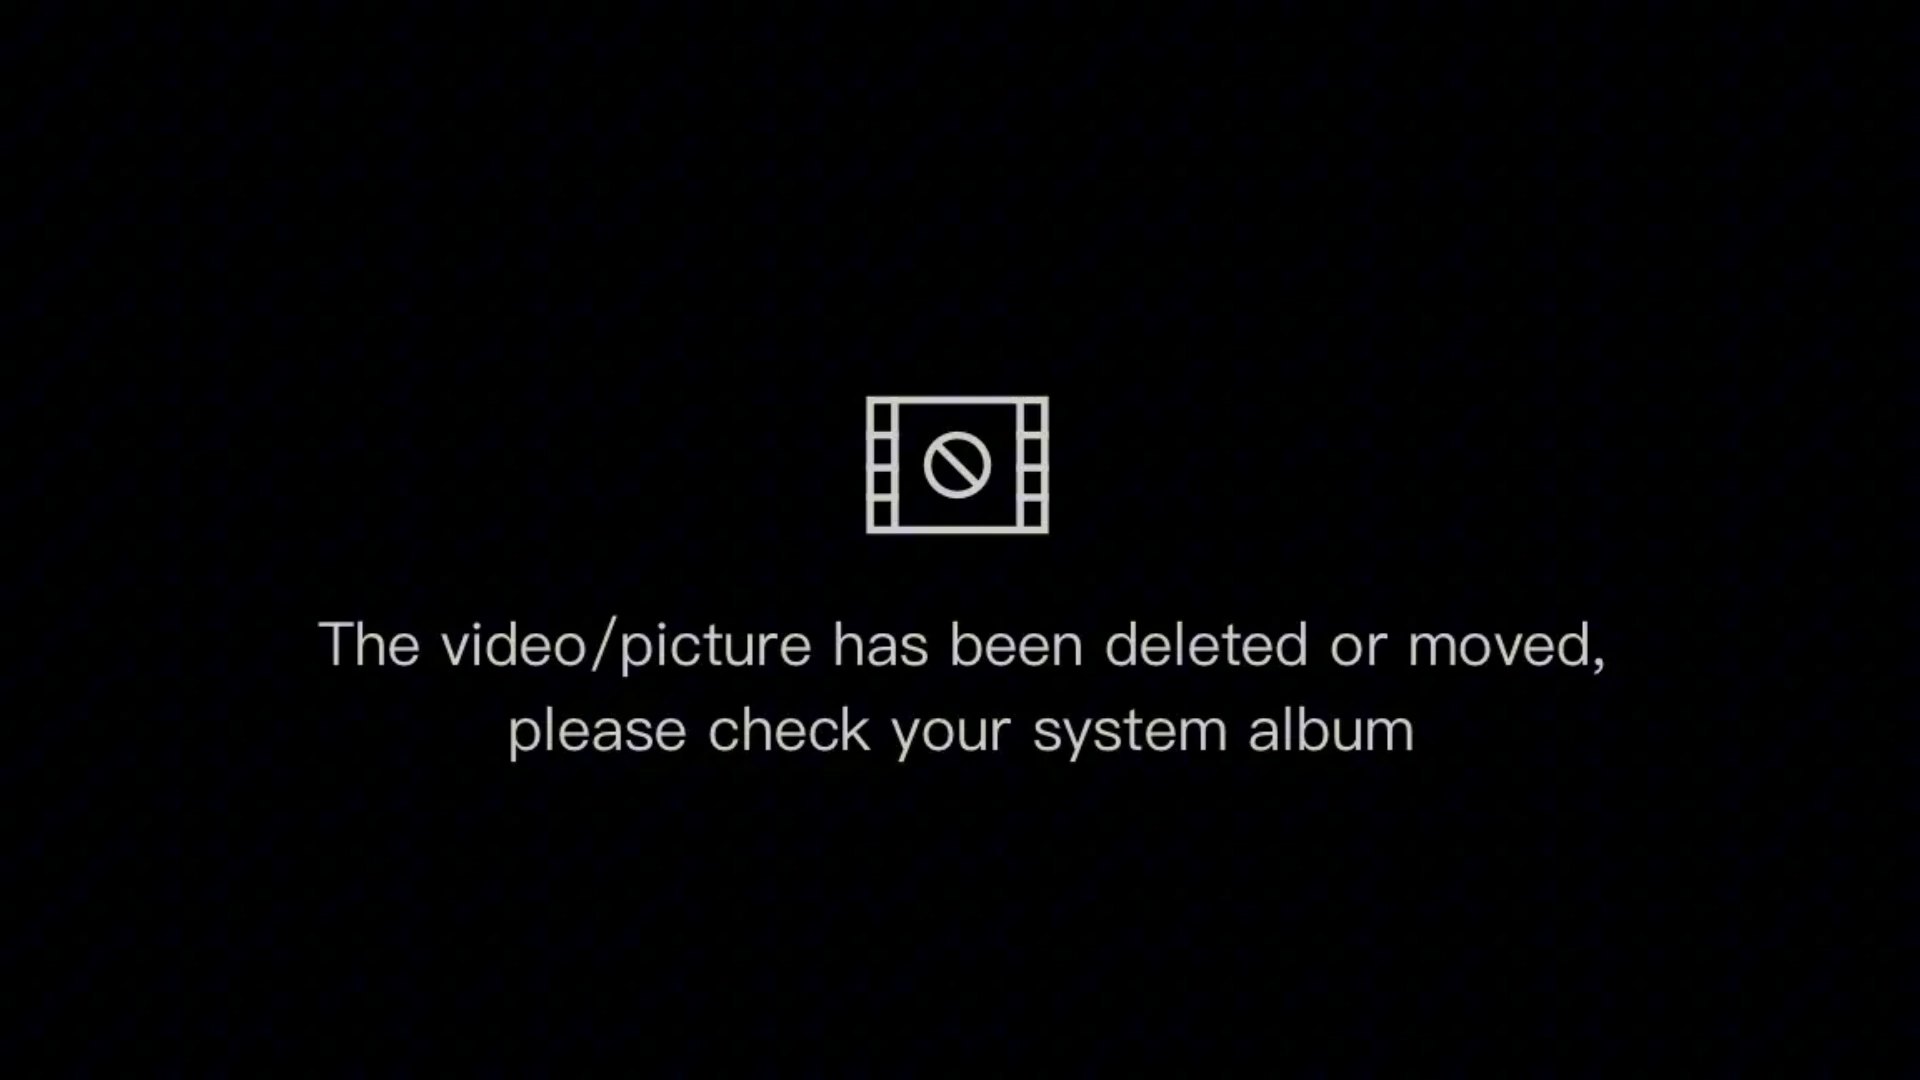 The video/picture has been deleted or moved,
please check your system album